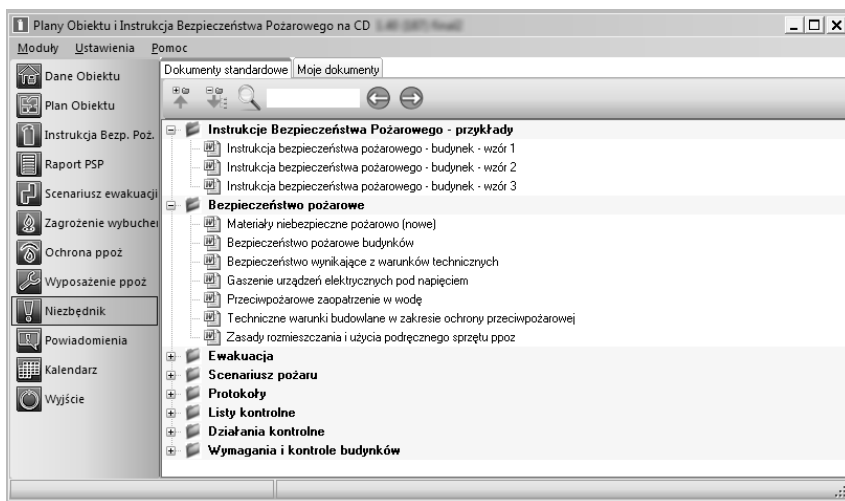 Plany Obiektu i Instrukcja Bezpieczeństwa Pożarowego na CD
Moduły Ustawienia Pomoc
Dane Obiektu
Plan Obiektu
Instrukcja Bezp. Poż.
Raport PSP
Scenariusz ewakuacji
Zagrożenie wybuchem
Ochrona ppoż
Wyposażenie ppoż
Niezbędnik
Powiadomienia
Kalendarz
Wyjście
Dokumenty standardowe Moje dokumenty
Instrukcje Bezpieczeństwa Pożarowego - przykłady
Instrukcja bezpieczeństwa pożarowego - budynek - wzór 1
Instrukcja bezpieczeństwa pożarowego - budynek - wzór 2
Instrukcja bezpieczeństwa pożarowego - budynek - wzór 3
Bezpieczeństwo pożarowe
Materiały niebezpieczne pożarowo (nowe)
Bezpieczeństwo pożarowe budynków
Bezpieczeństwo wynikające z warunków technicznych
Gaszenie urządzeń elektrycznych pod napięciem
Przeciwpożarowe zaopatrzenie w wodę
Techniczne warunki budowlane w zakresie ochrony przeciwpożarowej
Zasady rozmieszczania i użycia podręcznego sprzętu ppoz
Ewakuacja
Scenariusz pożaru
Protokoły
Listy kontrolne
Działania kontrolne
Wymagania i kontrole budynków